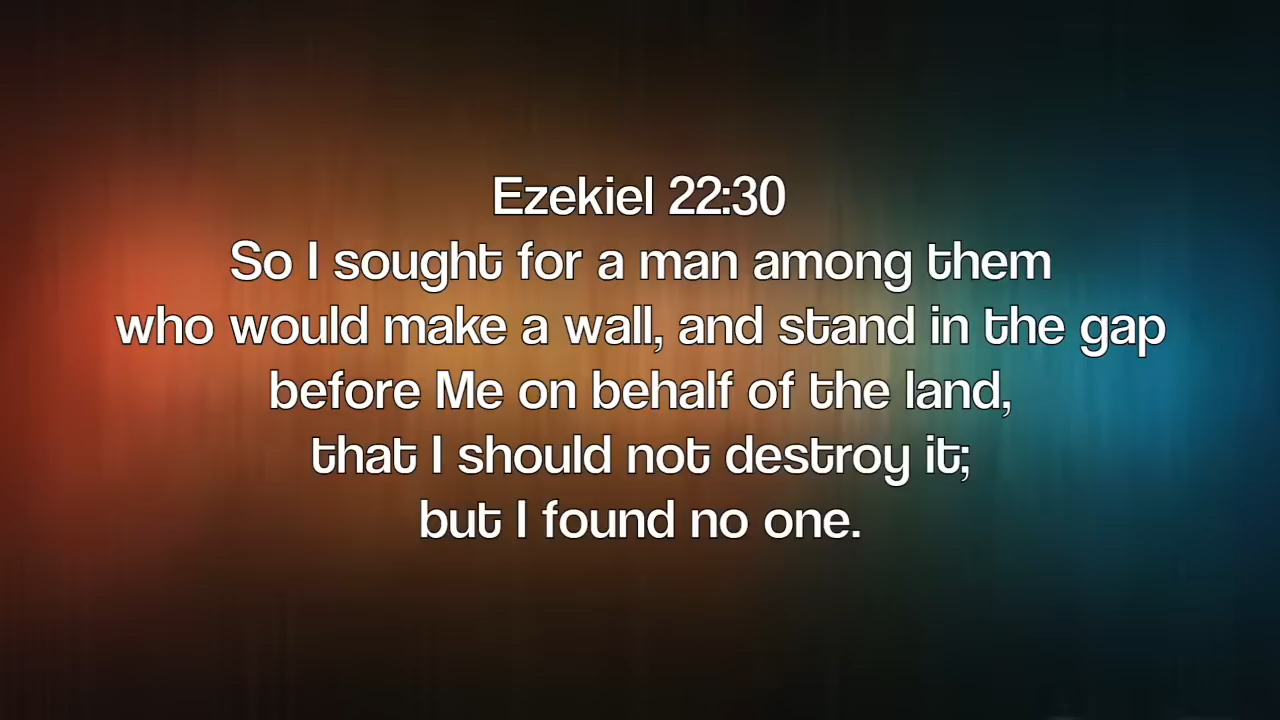 Ezekiel 22:30
So I sought for a man among them
who would make a wall, and stand in the gap
before Me on behalf of the land,
that I should not destroy it;
but I found no one.